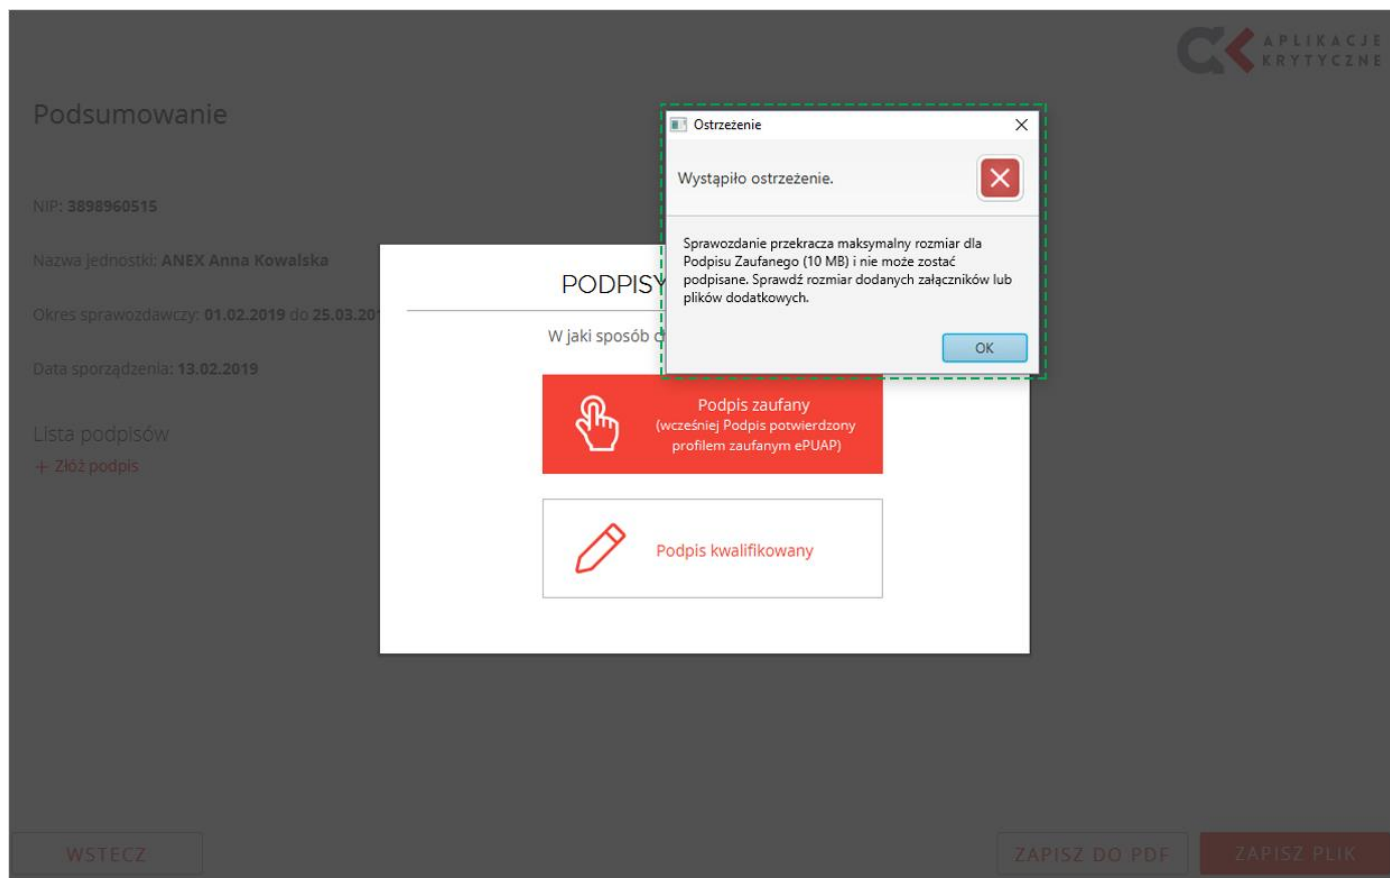 APLIKACJE
KRYTYCZNE
Podsumowanie
NIP: 3898960515
Nazwa jednostki: ANEX Anna Kowalska
Okres sprawozdawczy: 01.02.2019 do 25.03.201
Data sporządzenia: 13.02.2019
Lista podpisów
+ Złóż podpis
Ostrzeżenie
Wystąpiło ostrzeżenie.
Sprawozdanie przekracza maksymalny rozmiar dla
Podpisu Zaufanego (10 MB) i nie może zostać
podpisane. Sprawdź rozmiar dodanych załączników lub
plików dodatkowych.
OK
PODPISY
W jaki sposób
Podpis zaufany
(wcześniej Podpis potwierdzony
profilem zaufanym ePUAP)
Podpis kwalifikowany
WSTECZ
ZAPISZ DO PDF
ZAPISZ PLIK